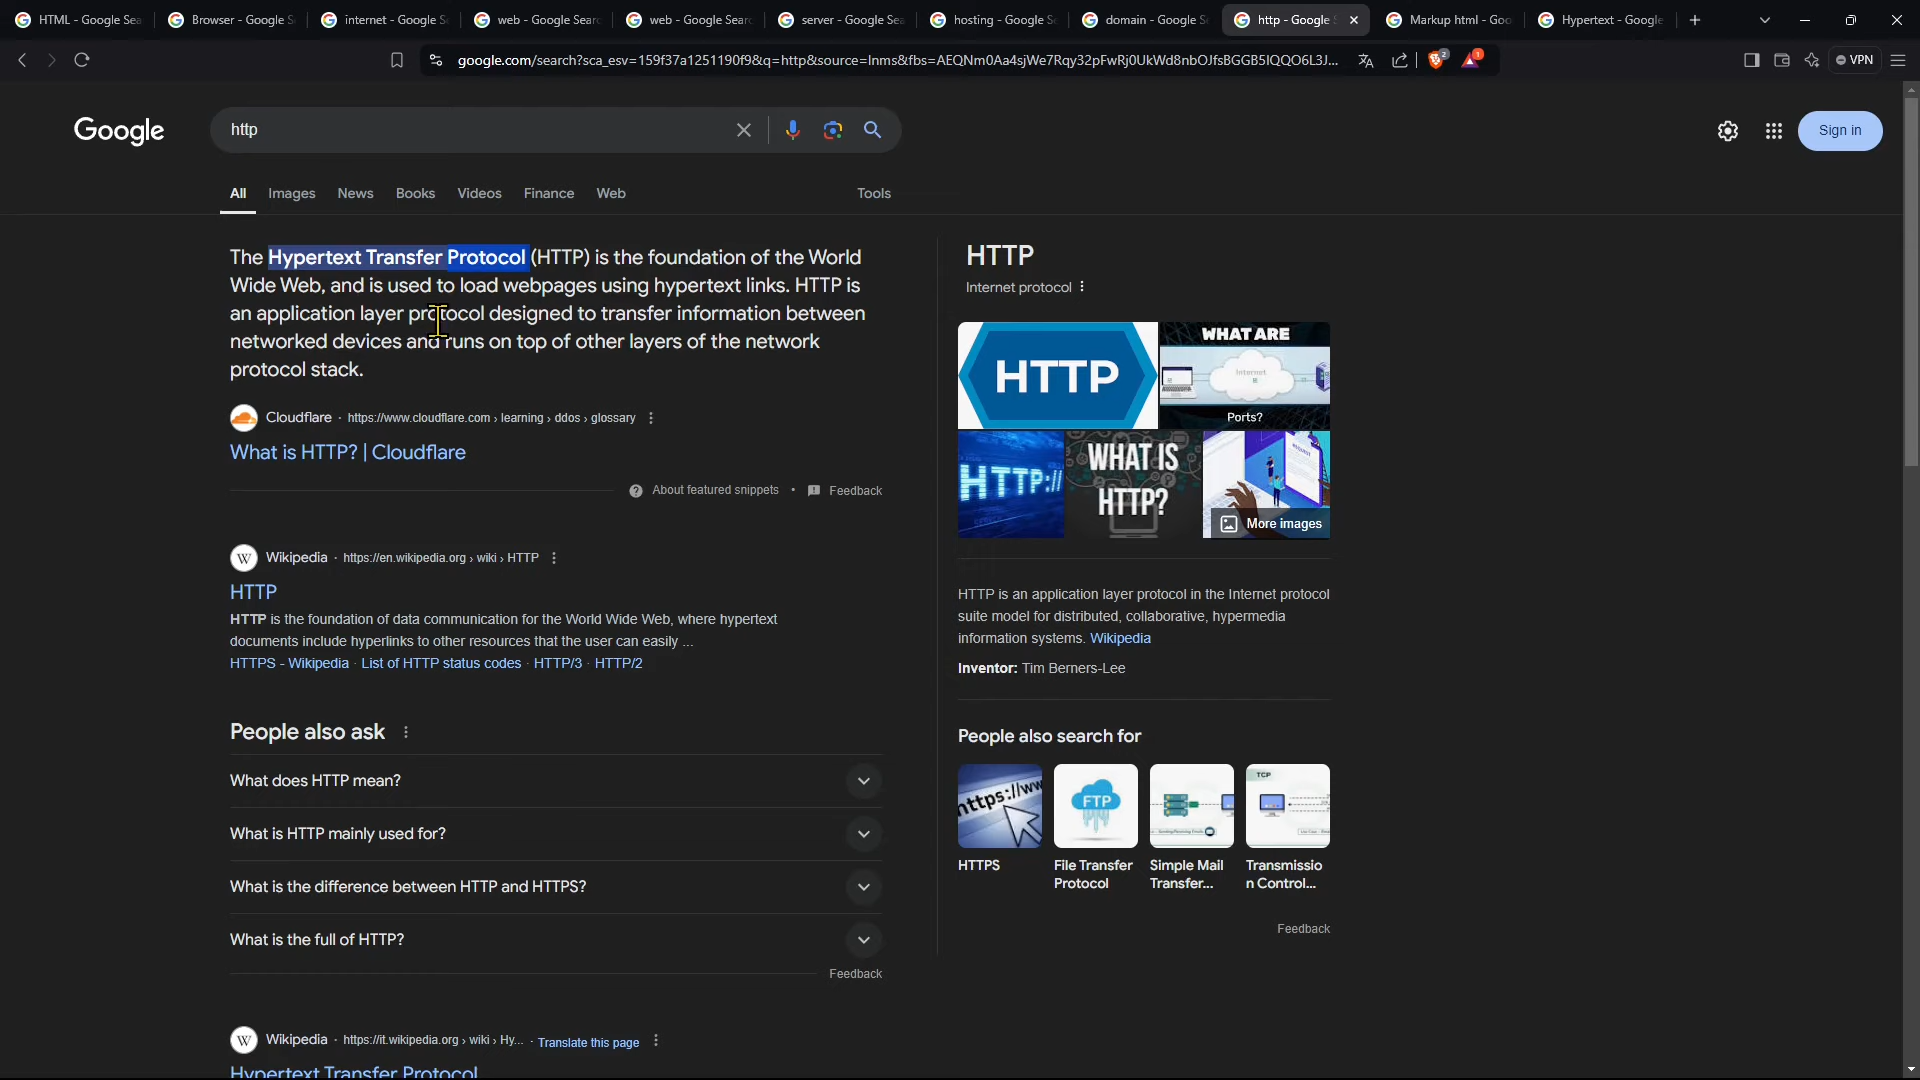 HTML - Google Sea
Browser - Google S
internet - Google Se
web - Google Searc
web - Google Searc
server - Google Sea
hosting - Google Se
domain - Google Se
http - Google S
Markup html - Goo
Hypertext - Google
google.com/search?sca_esv=159f37a1251190f9&q=http&source=lnms&fbs=AEQNm0Aa4sjWe7Rqy32pFwRj0UkWd8nbOJfsBGGB5IQQO6L3J...
2
1
VPN
Google
http
Sign in
All
Images
News
Books
Videos
Finance
Web
Tools
The Hypertext Transfer Protocol (HTTP) is the foundation of the World
Wide Web, and is used to load webpages using hypertext links. HTTP is
an application layer protocol designed to transfer information between
networked devices and runs on top of other layers of the network
protocol stack.
Cloudflare · https://www.cloudflare.com › learning › ddos › glossary
What is HTTP? | Cloudflare
About featured snippets • Feedback
Wikipedia · https://en.wikipedia.org › wiki › HTTP
HTTP
HTTP is the foundation of data communication for the World Wide Web, where hypertext
documents include hyperlinks to other resources that the user can easily ...
HTTPS - Wikipedia · List of HTTP status codes · HTTP/3 · HTTP/2
People also ask
What does HTTP mean?
What is HTTP mainly used for?
What is the difference between HTTP and HTTPS?
What is the full of HTTP?
Feedback
Wikipedia · https://it.wikipedia.org › wiki › Hy... · Translate this page
Hypertext Transfer Protocol
HTTP
Internet protocol
HTTP
WHAT ARE
Internet
Ports?
HTTP://
WHAT IS
HTTP?
REQUEST
More images
HTTP is an application layer protocol in the Internet protocol
suite model for distributed, collaborative, hypermedia
information systems. Wikipedia
Inventor: Tim Berners-Lee
People also search for
https://ww
FTP
TCP
HTTPS
File Transfer
Protocol
Simple Mail
Transfer...
Transmissio
n Control...
Feedback